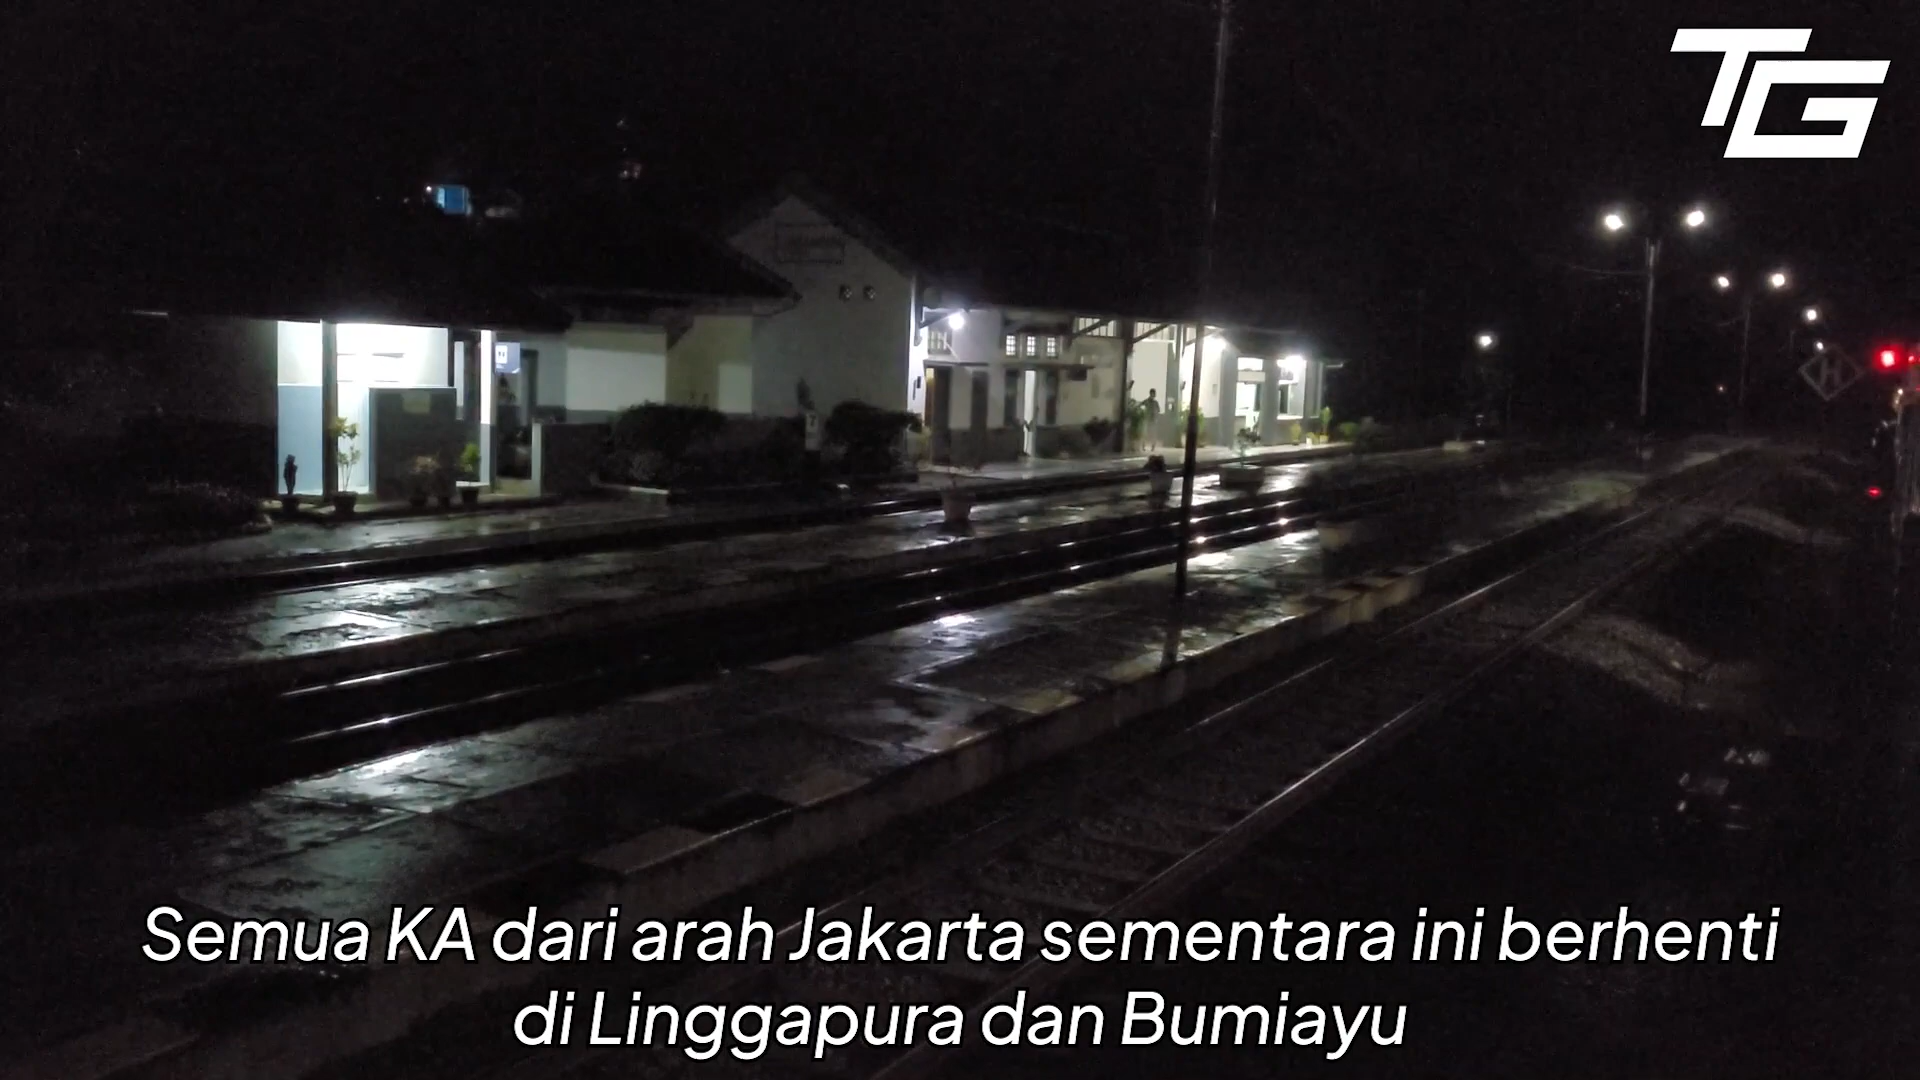 TG
Semua KA dari arah Jakarta sementara ini berhenti
di Linggapura dan Bumiayu